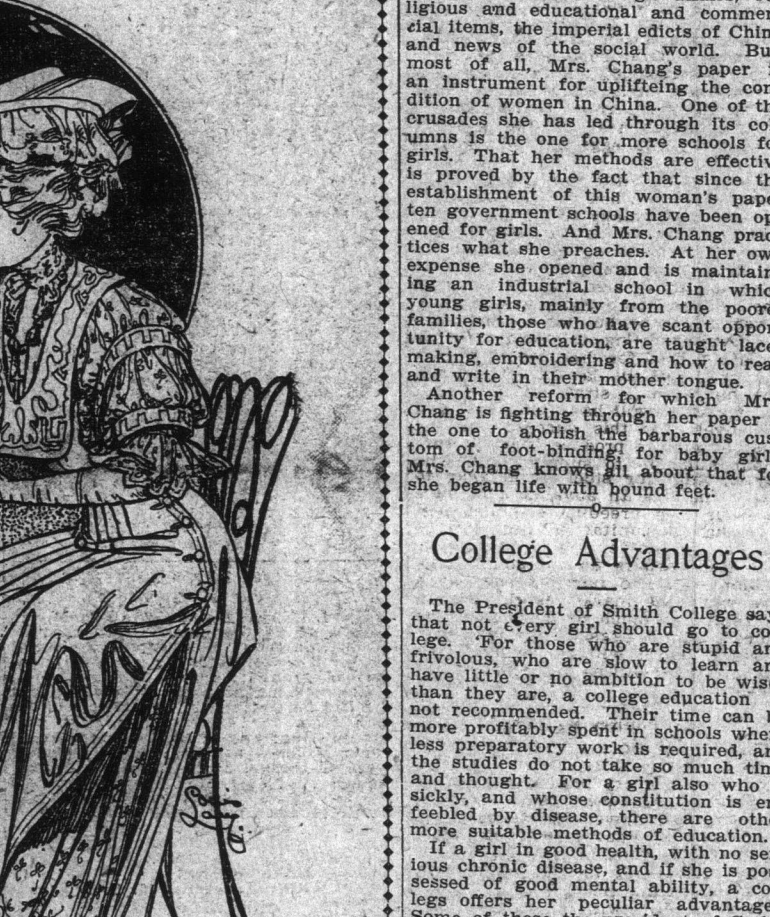 ligious and educational and commer
cial items, the imperial edicts of Chin
and news of the social world. Bu
most of all, Mrs. Chang's paper i
an instrument for uplifteing the con
dition of women in China. One of th
crusades she has led through its co
umns is the one for more schools fo
girls. That her methods are effectiv
is proved by the fact that since th
establishment of this woman's pape
ten government schools have been op
ened for girls. And Mrs. Chang prac
tices what she preaches. At her ow
expense she opened and is maintain
ing an industrial school in whic
young girls, mainly from the poore
families, those who have scant oppor
tunity for education, are taught lace
making, embroidering and how to rea
and write in their mother tongue.
Another reform for which Mr
Chang is fighting through her paper
the one to abolish the barbarous cus
tom of foot-binding for baby girl
Mrs. Chang knows all about that fo
she began life with bound feet.
College Advantages
The President of Smith College say
that not every girl should go to co
lege. 'For those who are stupid an
frivolous, who are slow to learn an
have little or no ambition to be wise
than they are, a college education
not recommended. Their time can b
more profitably spent in schools wher
less preparatory work is required, an
the studies do not take so much tim
and thought. For a girl also who
sickly, and whose constitution is en
feebled by disease, there are othe
more suitable methods of education.
If a girl in good health, with no se
ious chronic disease, and if she is pos
sessed of good mental ability, a co
legs offers her peculiar advantage